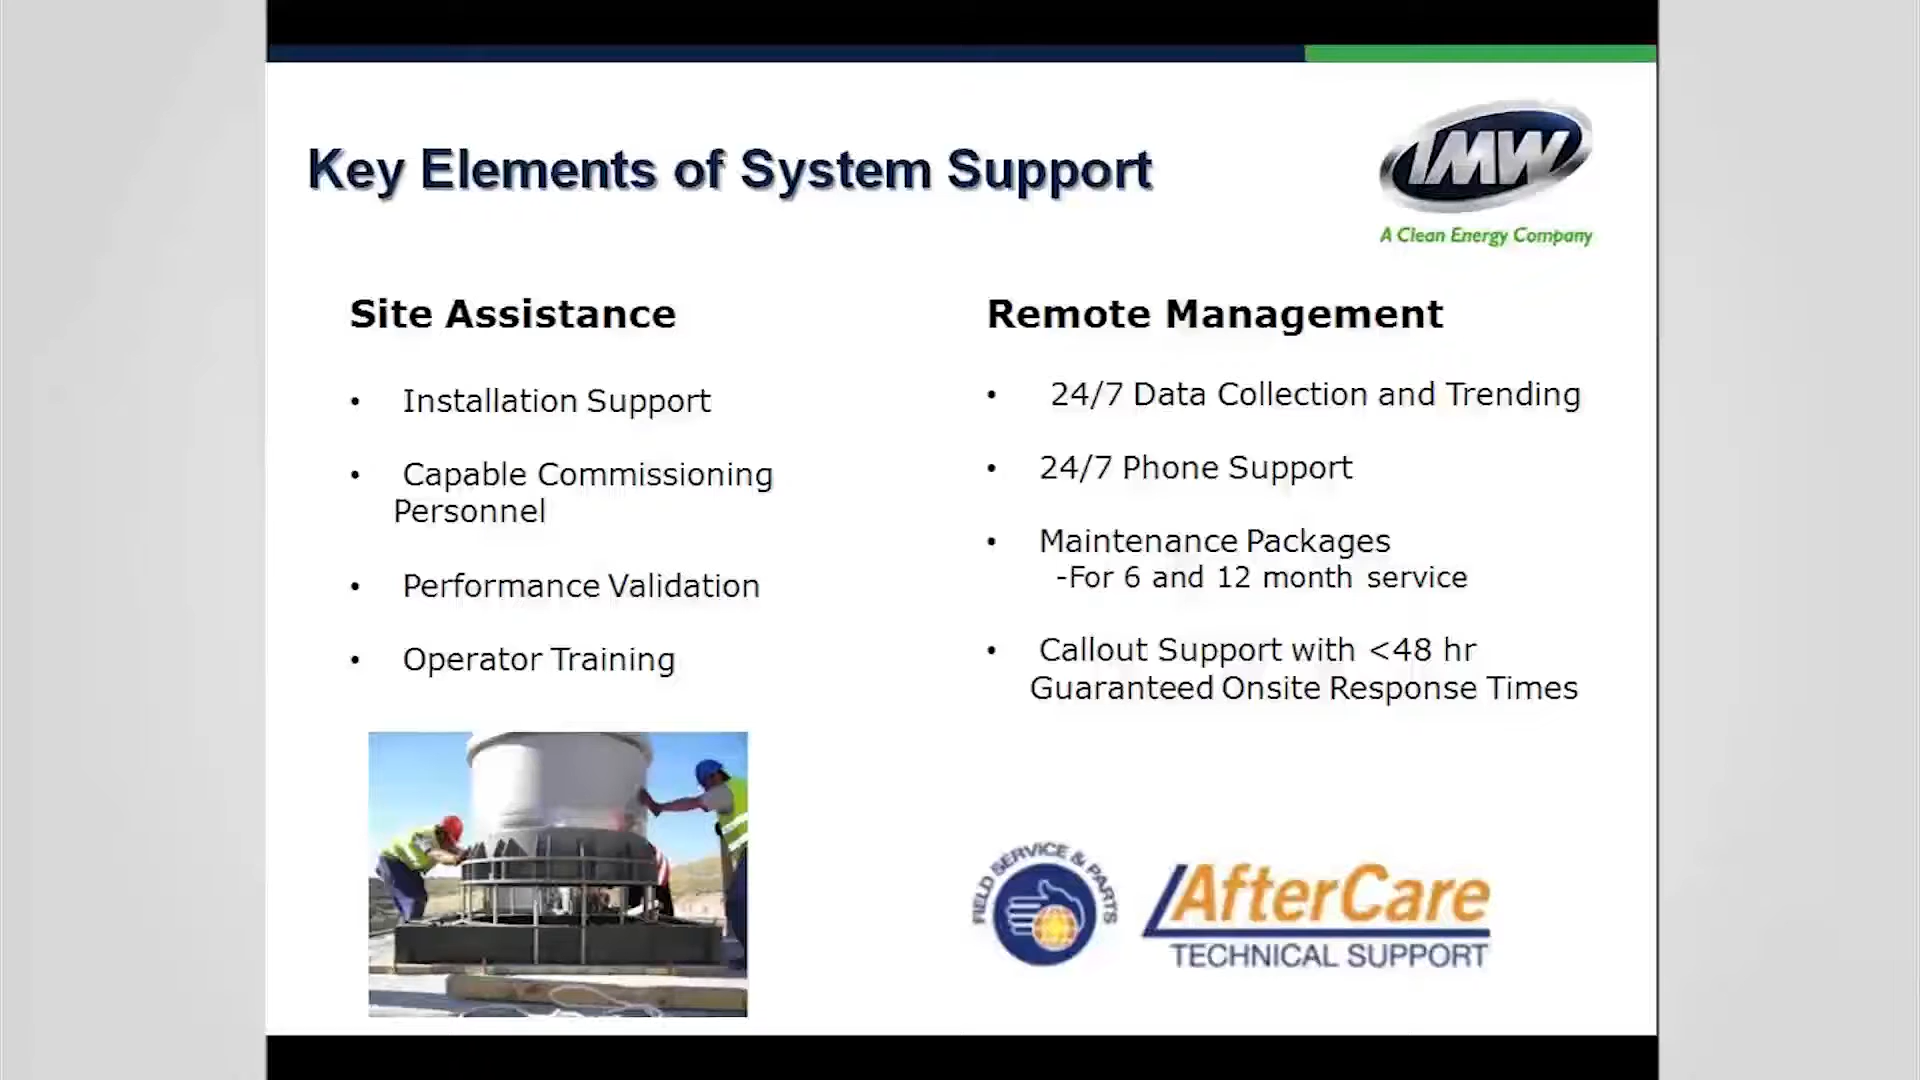 Key Elements of System Support
IMW
A Clean Energy Company
Site Assistance
• Installation Support
• Capable Commissioning
Personnel
• Performance Validation
• Operator Training
Remote Management
• 24/7 Data Collection and Trending
• 24/7 Phone Support
• Maintenance Packages
-For 6 and 12 month service
• Callout Support with <48 hr
Guaranteed Onsite Response Times
FIELD SERVICE & PARTS
AfterCare
TECHNICAL SUPPORT